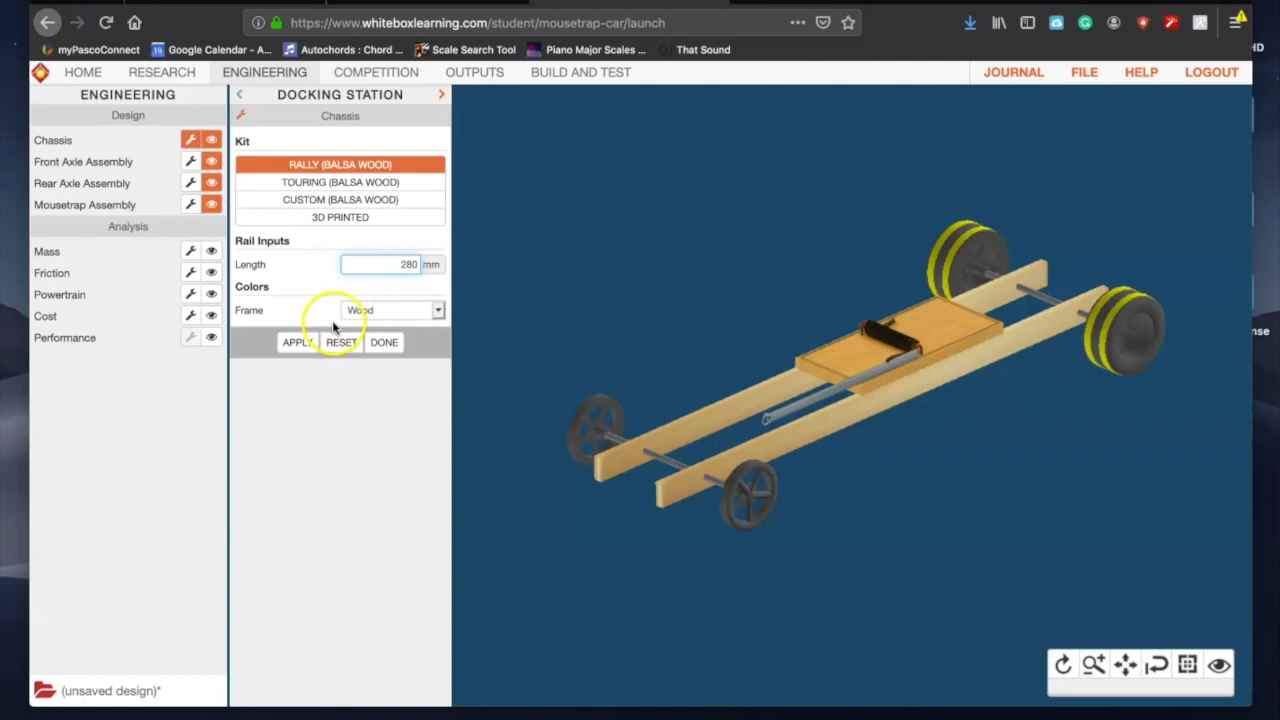 https://www.whiteboxlearning.com/student/mousetrap-car/launch
myPascoConnect Google Calendar - A... Autochords : Chord ... Scale Search Tool Piano Major Scales ... That Sound
HD
HOME RESEARCH ENGINEERING COMPETITION OUTPUTS BUILD AND TEST JOURNAL FILE HELP LOGOUT
ENGINEERING
Design
Chassis
Front Axle Assembly
Rear Axle Assembly
Mousetrap Assembly
Analysis
Mass
Friction
Powertrain
Cost
Performance
(unsaved design)*
DOCKING STATION
Chassis
Kit
RALLY (BALSA WOOD)
TOURING (BALSA WOOD)
CUSTOM (BALSA WOOD)
3D PRINTED
Rail Inputs
Length 280 mm
Colors
Frame Wood
APPLY RESET DONE